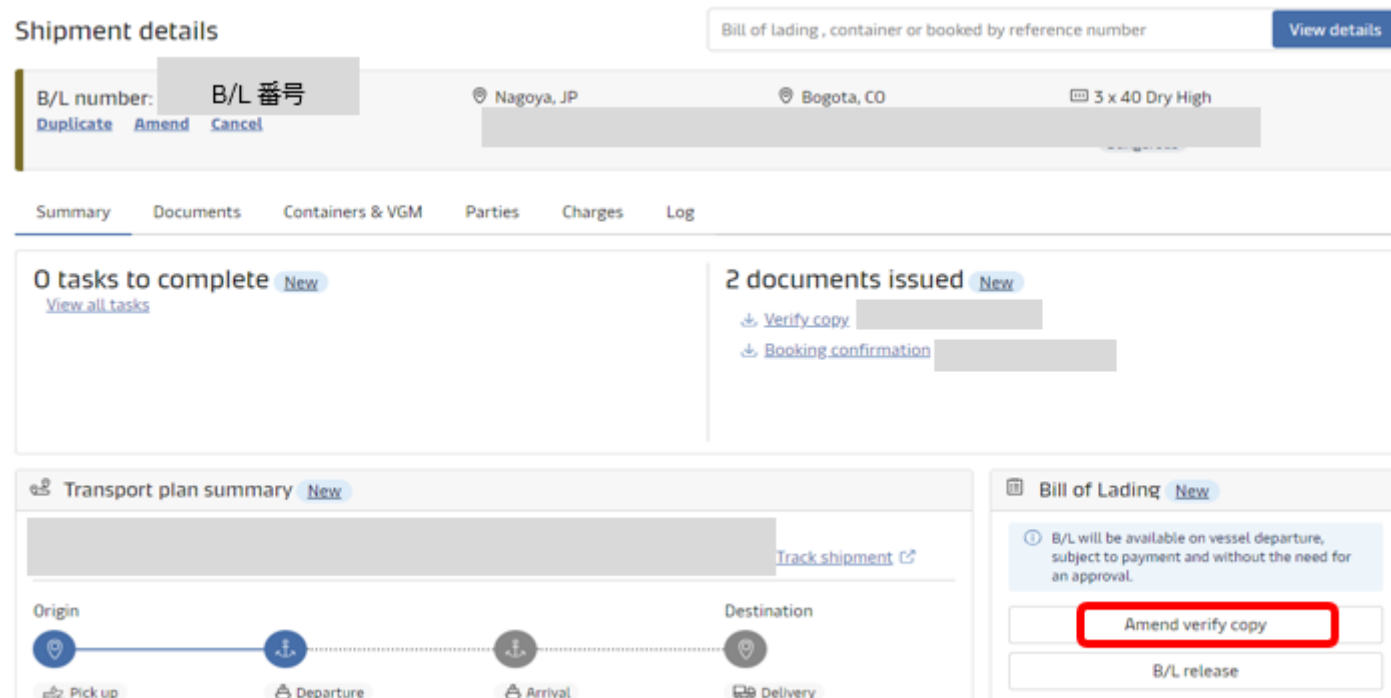 Shipment details
Bill of lading , container or booked by reference number
View details
B/L number: B/L 番号
Nagoya, JP
Bogota, CO
3 x 40 Dry High
Duplicate Amend Cancel
Summary Documents Containers & VGM Parties Charges Log
0 tasks to complete New
View all tasks
2 documents issued New
Verify copy
Booking confirmation
Transport plan summary New
Track shipment
Origin
Destination
Pick up
Departure
Arrival
Delivery
Bill of Lading New
B/L will be available on vessel departure,
subject to payment and without the need for
an approval.
Amend verify copy
B/L release